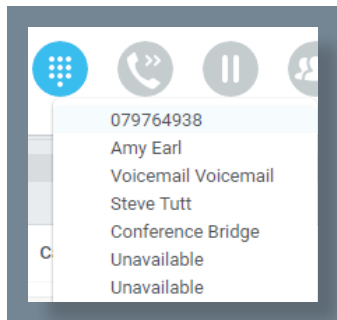 079764938
Amy Earl
Voicemail Voicemail
Steve Tutt
Conference Bridge
C
Unavailable
Unavailable